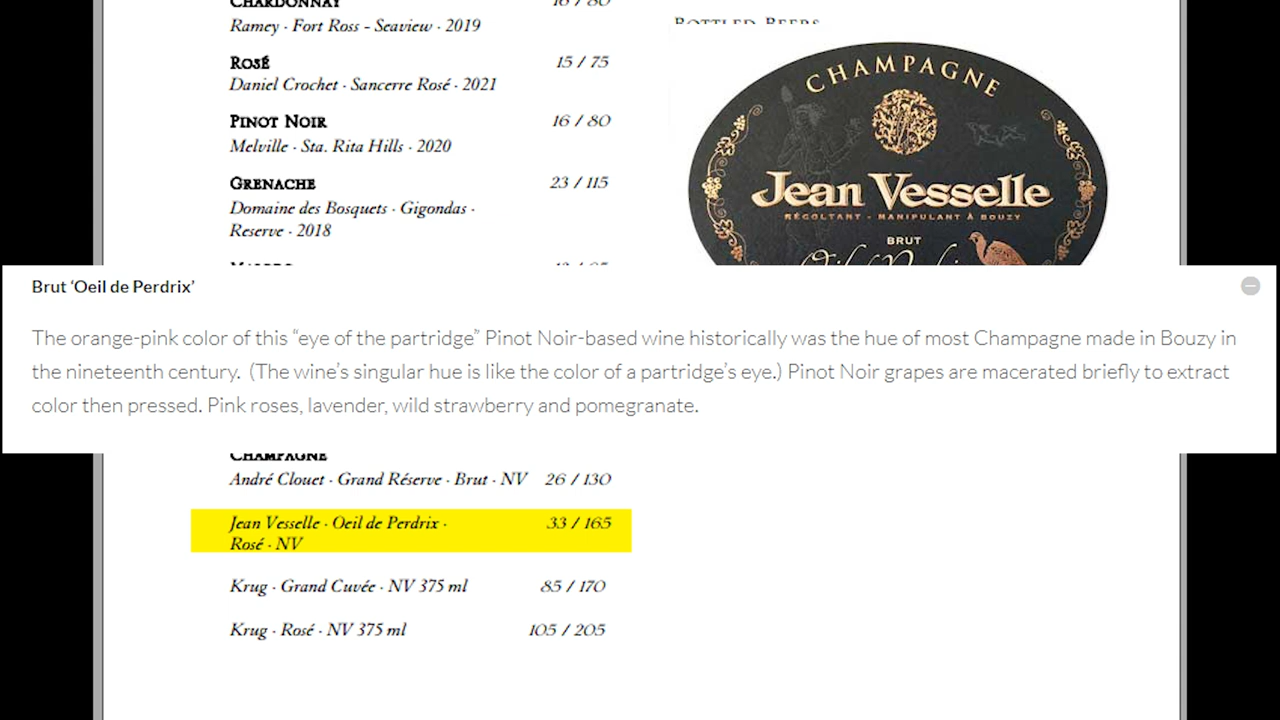 CHARDONNAY 16 / 80
Ramey · Fort Ross - Seaview · 2019
ROSÉ 15 / 75
Daniel Crochet · Sancerre Rosé · 2021
PINOT NOIR 16 / 80
Melville · Sta. Rita Hills · 2020
GRENACHE 23 / 115
Domaine des Bosquets · Gigondas ·
Reserve · 2018
BOTTLED BEERS
CHAMPAGNE
Jean Vesselle
RÉCOLTANT - MANIPULANT À BOUZY
BRUT
Brut ‘Oeil de Perdrix’
The orange-pink color of this “eye of the partridge” Pinot Noir-based wine historically was the hue of most Champagne made in Bouzy in
the nineteenth century. (The wine’s singular hue is like the color of a partridge’s eye.) Pinot Noir grapes are macerated briefly to extract
color then pressed. Pink roses, lavender, wild strawberry and pomegranate.
CHAMPAGNE
André Clouet · Grand Réserve · Brut · NV 26 / 130
Jean Vesselle · Oeil de Perdrix · 33 / 165
Rosé · NV
Krug · Grand Cuvée · NV 375 ml 85 / 170
Krug · Rosé · NV 375 ml 105 / 205